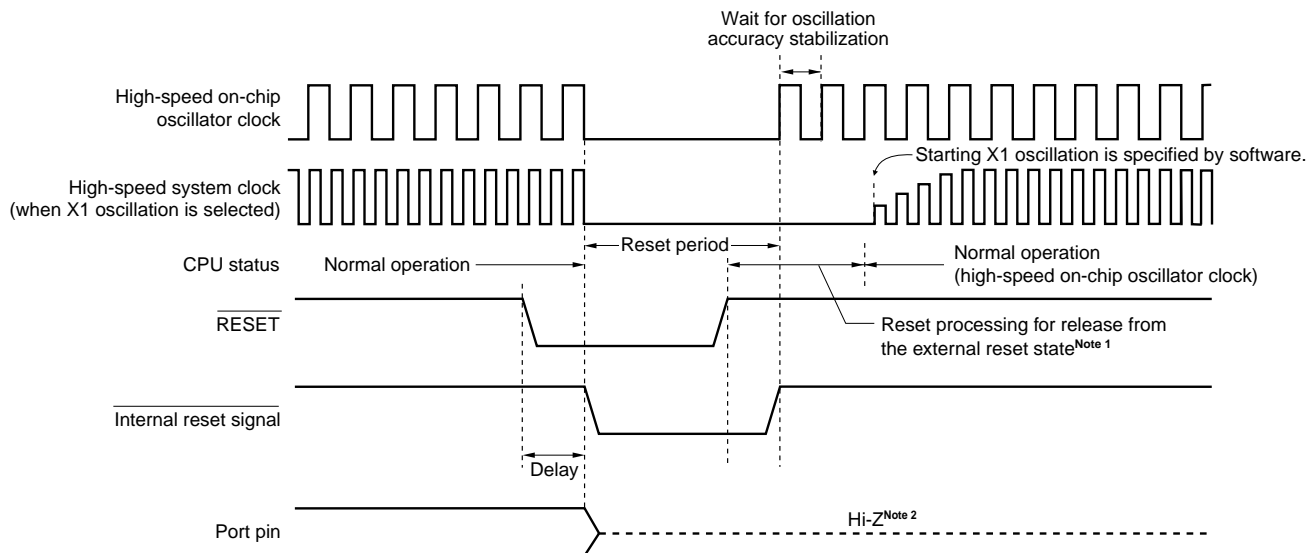 Wait for oscillation
accuracy stabilization
High-speed on-chip
oscillator clock
Starting X1 oscillation is specified by software.
High-speed system clock
(when X1 oscillation is selected)
Reset period
CPU status
Normal operation
Normal operation
(high-speed on-chip oscillator clock)
RESET
Reset processing for release from
the external reset state Note 1
Internal reset signal
Delay
Port pin
Hi-Z Note 2